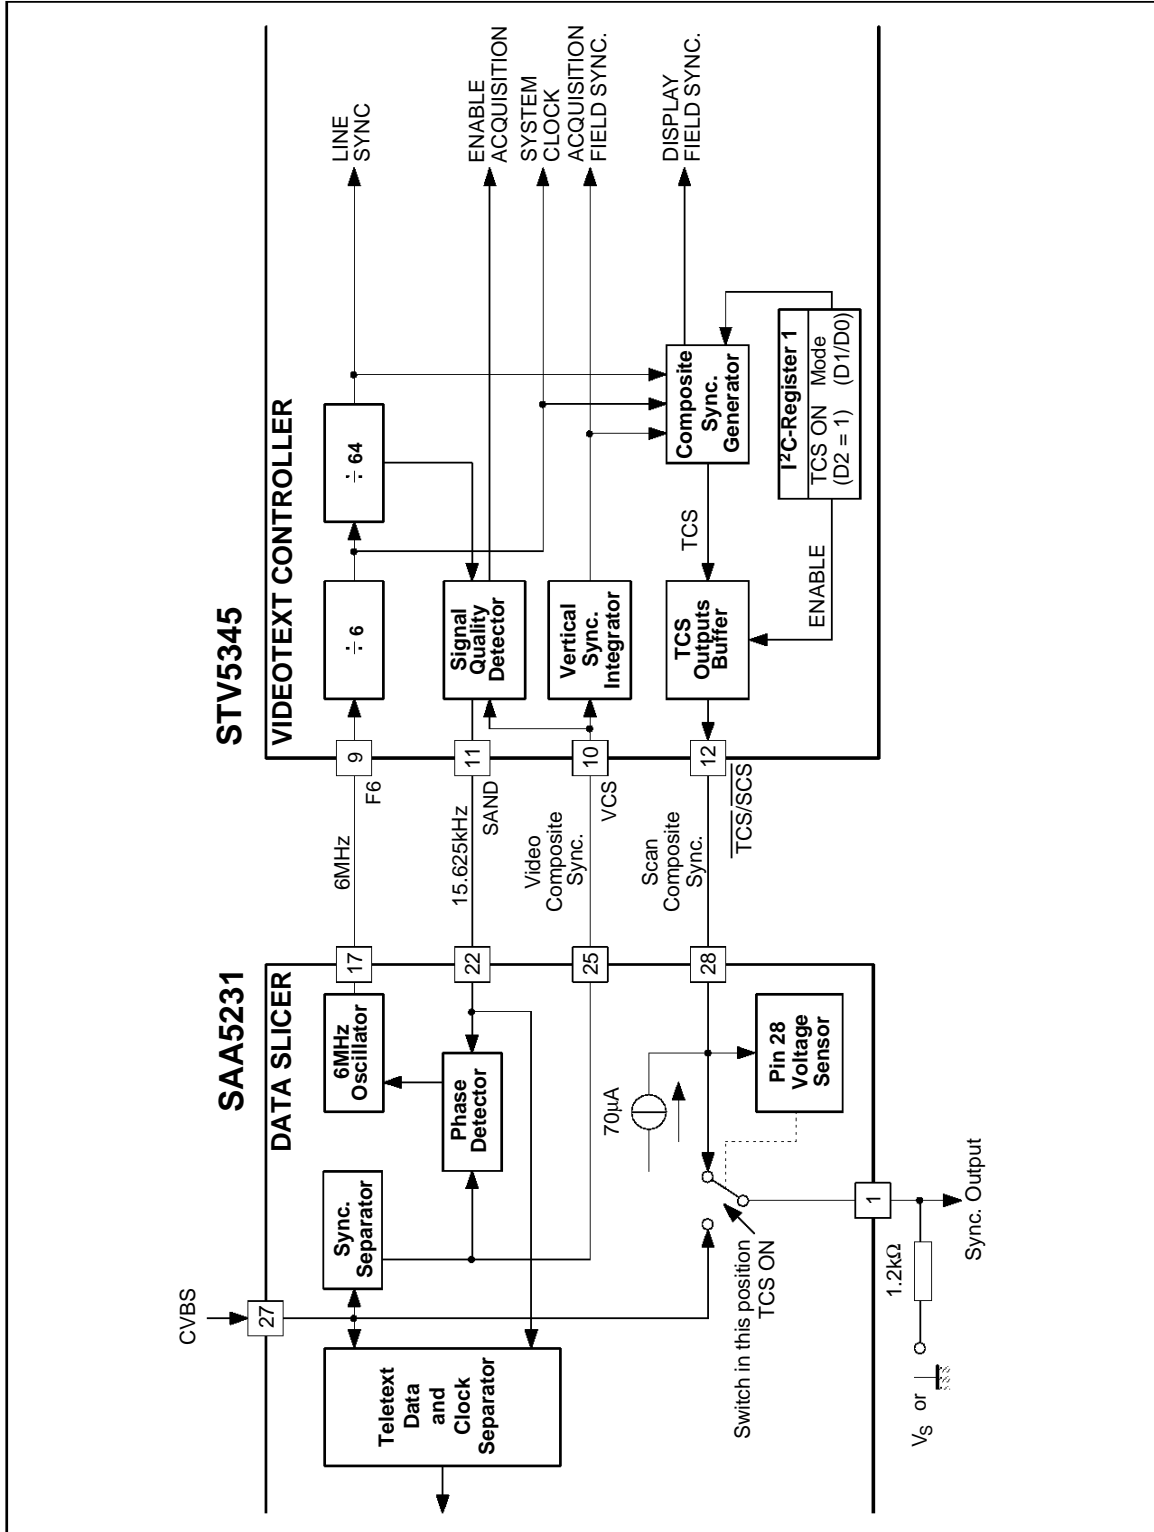 SAA5231
DATA SLICER
CVBS
27
Teletext
Data
and
Clock
Separator
Sync.
Separator
6MHz
Oscillator
Phase
Detector
17
22
25
28
70µA
Pin 28
Voltage
Sensor
Switch in this position
TCS ON
1
1.2kΩ
VS or
Sync. Output
6MHz
15.625kHz
Video
Composite
Sync.
Scan
Composite
Sync.
STV5345
VIDEOTEXT CONTROLLER
9
F6
11
SAND
10
VCS
12
TCS/SCS
÷ 6
÷ 64
Signal
Quality
Detector
Vertical
Sync.
Integrator
TCS
Outputs
Buffer
TCS
Composite
Sync.
Generator
ENABLE
I²C-Register 1
TCS ON Mode
(D2 = 1) (D1/D0)
LINE
SYNC
ENABLE
ACQUISITION
SYSTEM
CLOCK
ACQUISITION
FIELD SYNC.
DISPLAY
FIELD SYNC.